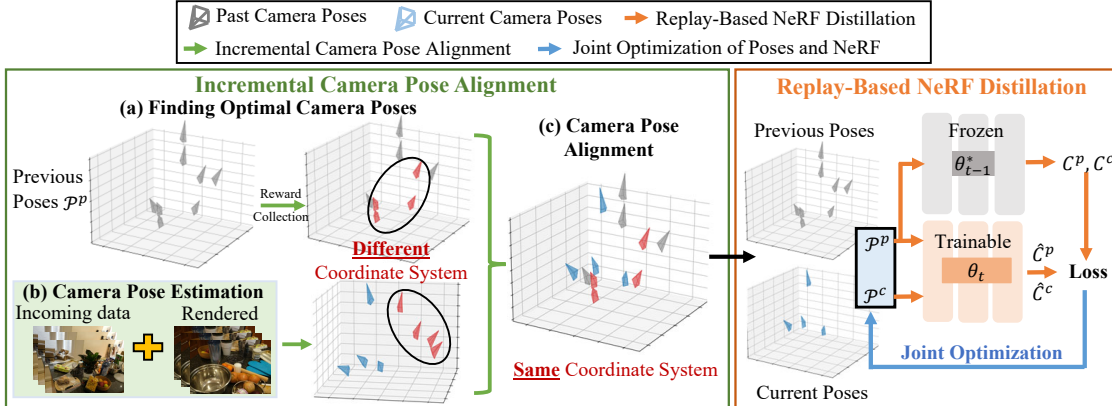 Past Camera Poses
Current Camera Poses
Replay-Based NeRF Distillation
Incremental Camera Pose Alignment
Joint Optimization of Poses and NeRF
Incremental Camera Pose Alignment
(a) Finding Optimal Camera Poses
Previous
Poses 𝒫ᵖ
Reward
Collection
Different
Coordinate System
(b) Camera Pose Estimation
Incoming data
Rendered
(c) Camera Pose
Alignment
Same Coordinate System
Replay-Based NeRF Distillation
Previous Poses
Current Poses
𝒫ᵖ
𝒫ᶜ
Frozen
θ*ₜ₋₁
Trainable
θₜ
Cᵖ, Cᶜ
Ĉᵖ
Ĉᶜ
Loss
Joint Optimization